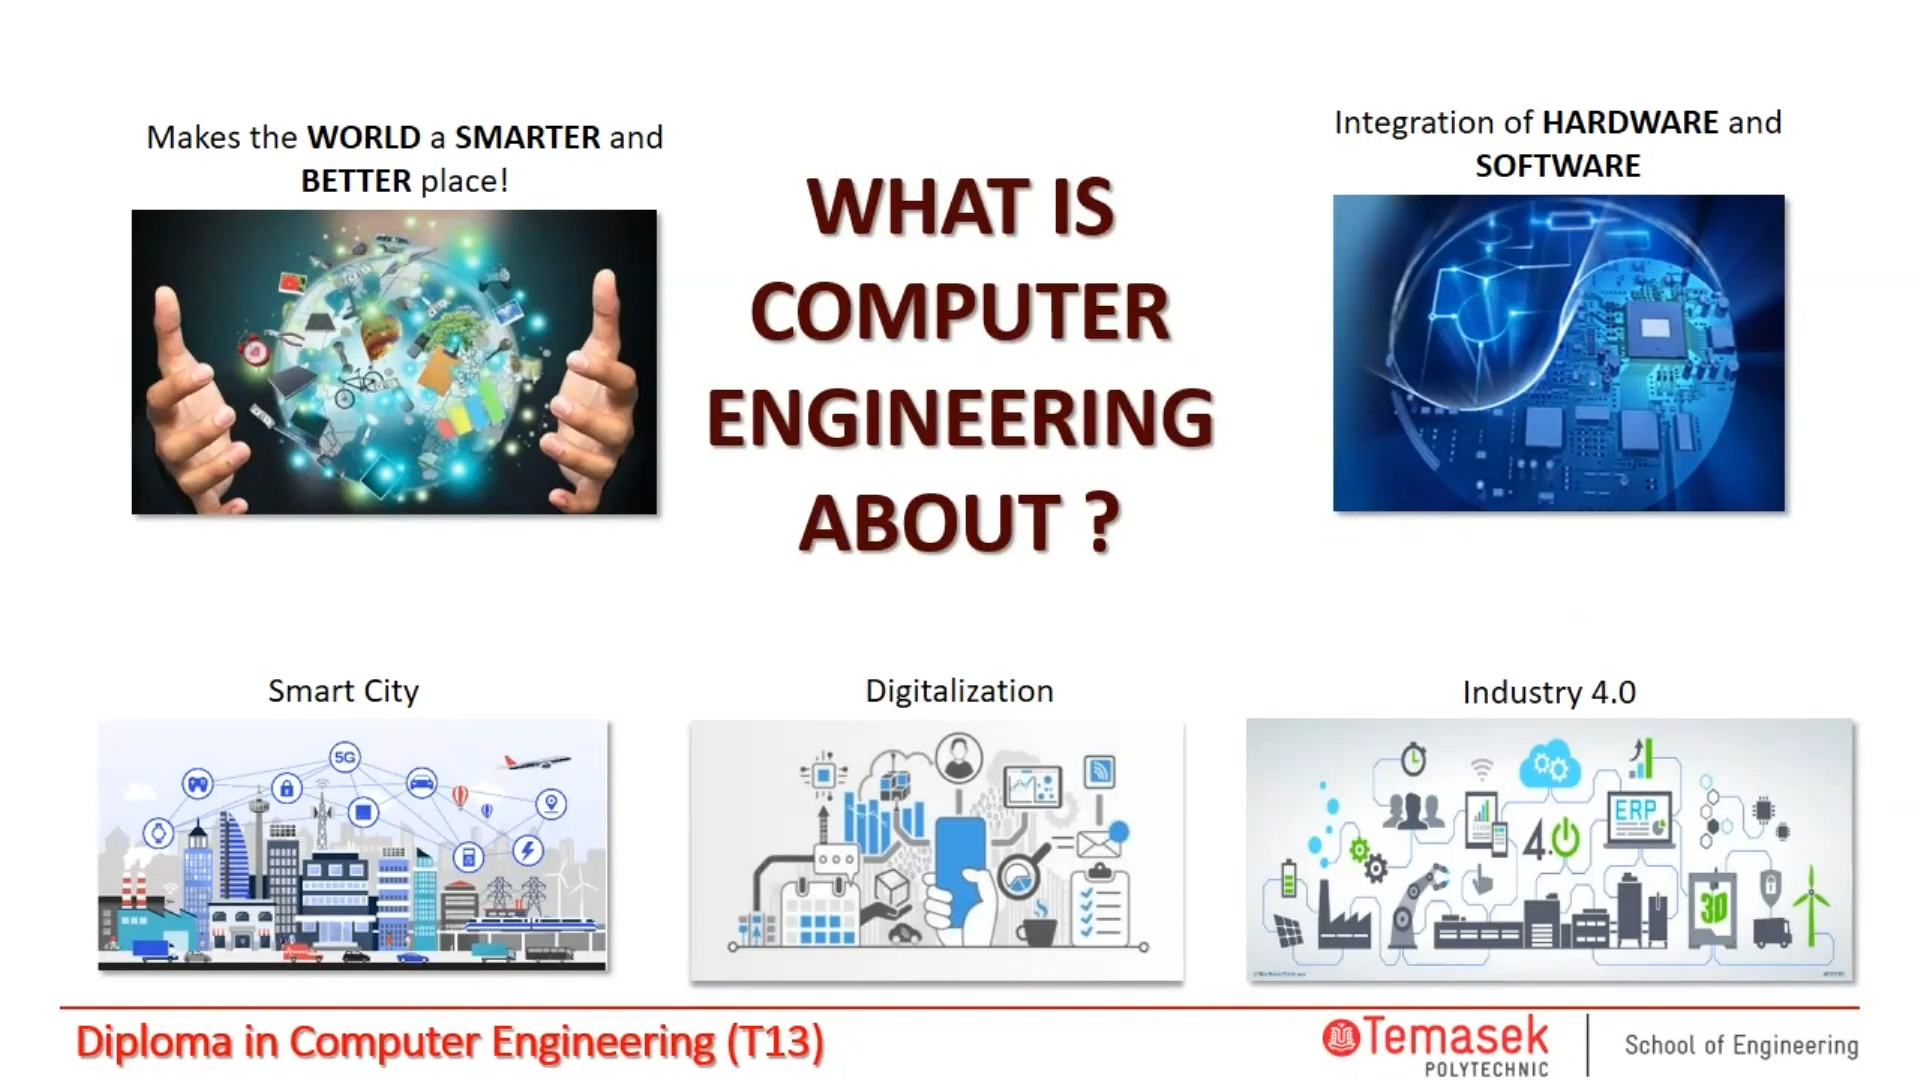 Makes the WORLD a SMARTER and
BETTER place!
WHAT IS
COMPUTER
ENGINEERING
ABOUT ?
Integration of HARDWARE and
SOFTWARE
Smart City
5G
Digitalization
Industry 4.0
ERP
4.
3D
Diploma in Computer Engineering (T13)
Temasek
POLYTECHNIC
School of Engineering